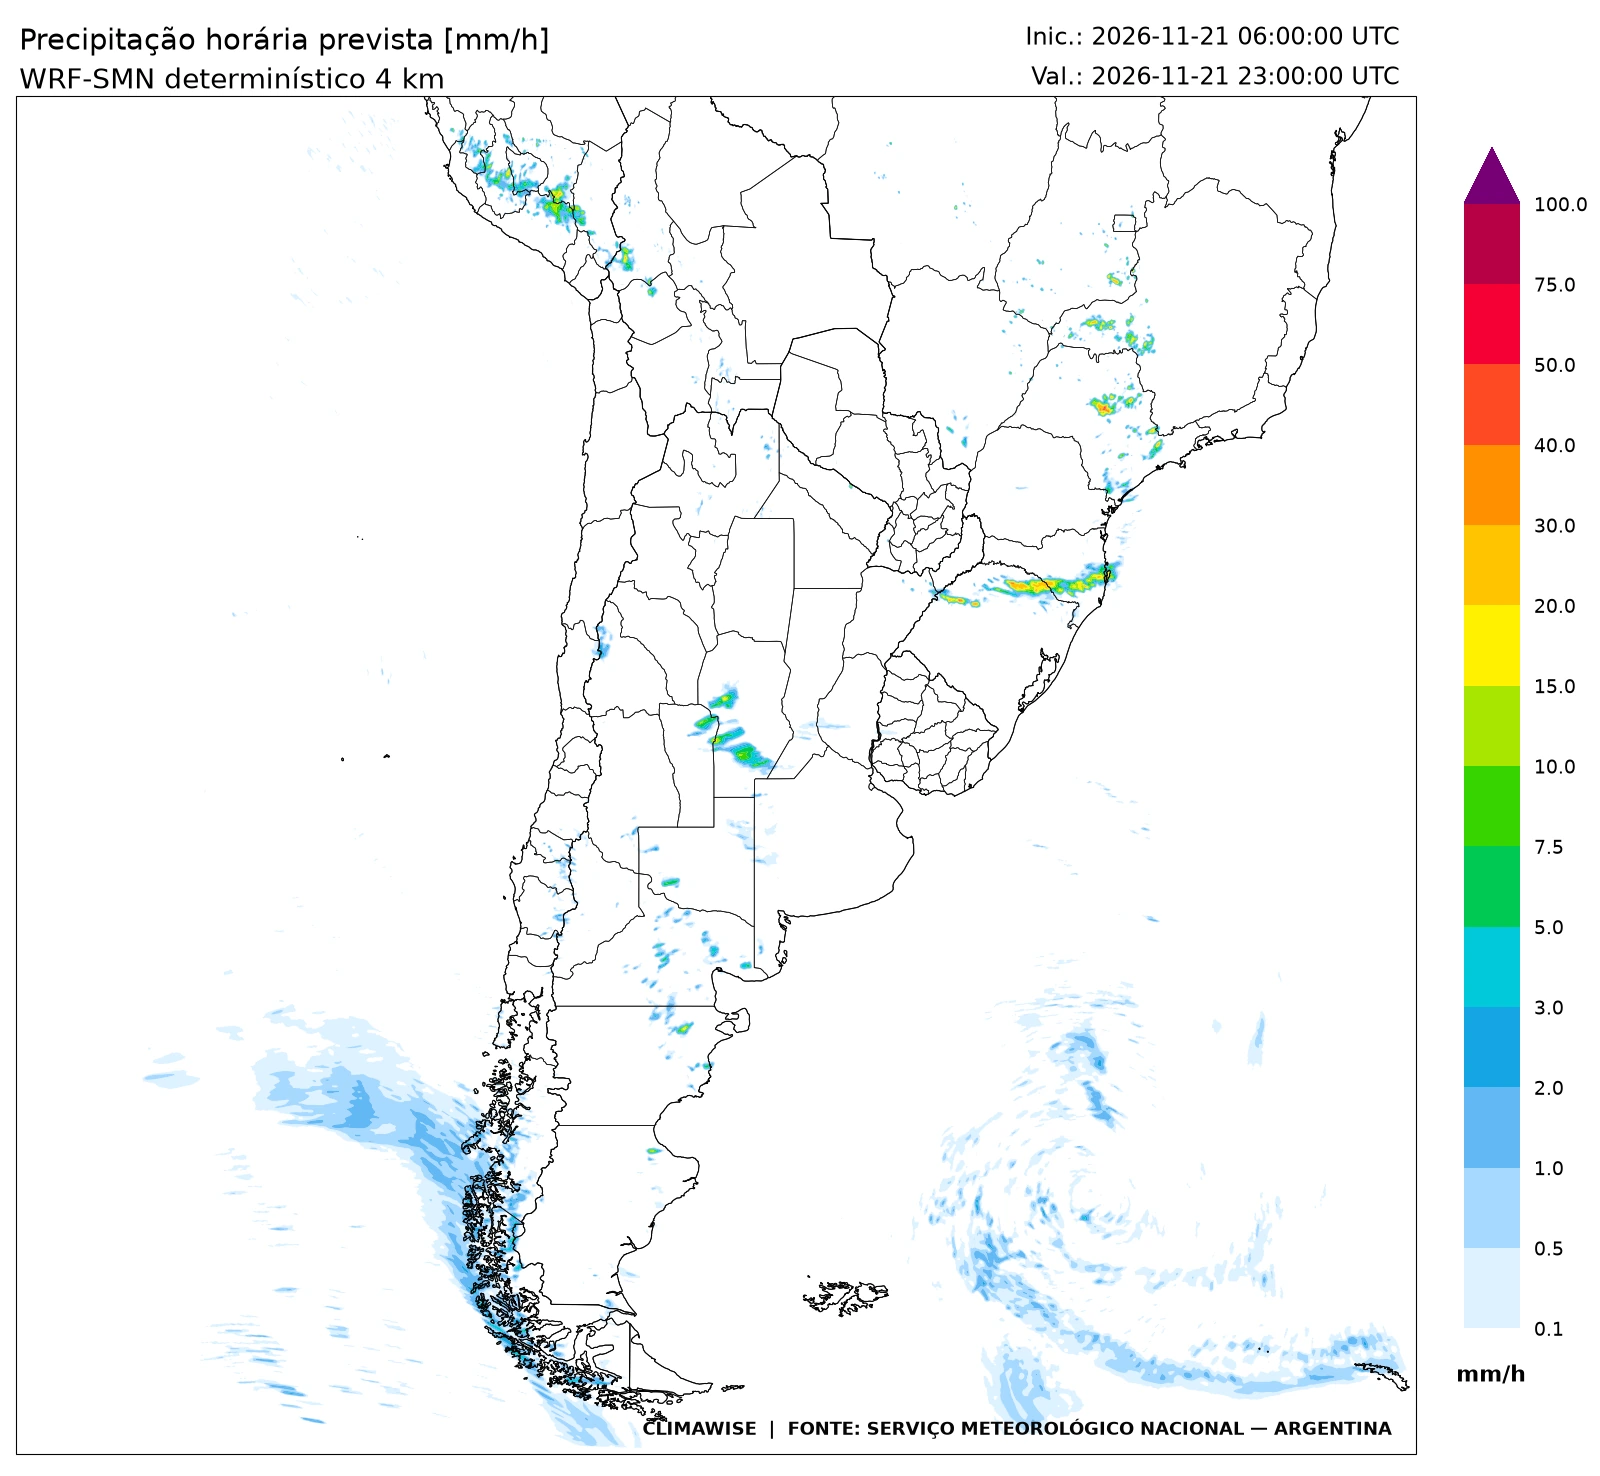 Precipitação horária prevista [mm/h]
WRF-SMN determinístico 4 km
Inic.: 2026-11-21 06:00:00 UTC
Val.: 2026-11-21 23:00:00 UTC
100.0
75.0
50.0
40.0
30.0
20.0
15.0
10.0
7.5
5.0
3.0
2.0
1.0
0.5
0.1
mm/h
CLIMAWISE | FONTE: SERVIÇO METEOROLÓGICO NACIONAL — ARGENTINA